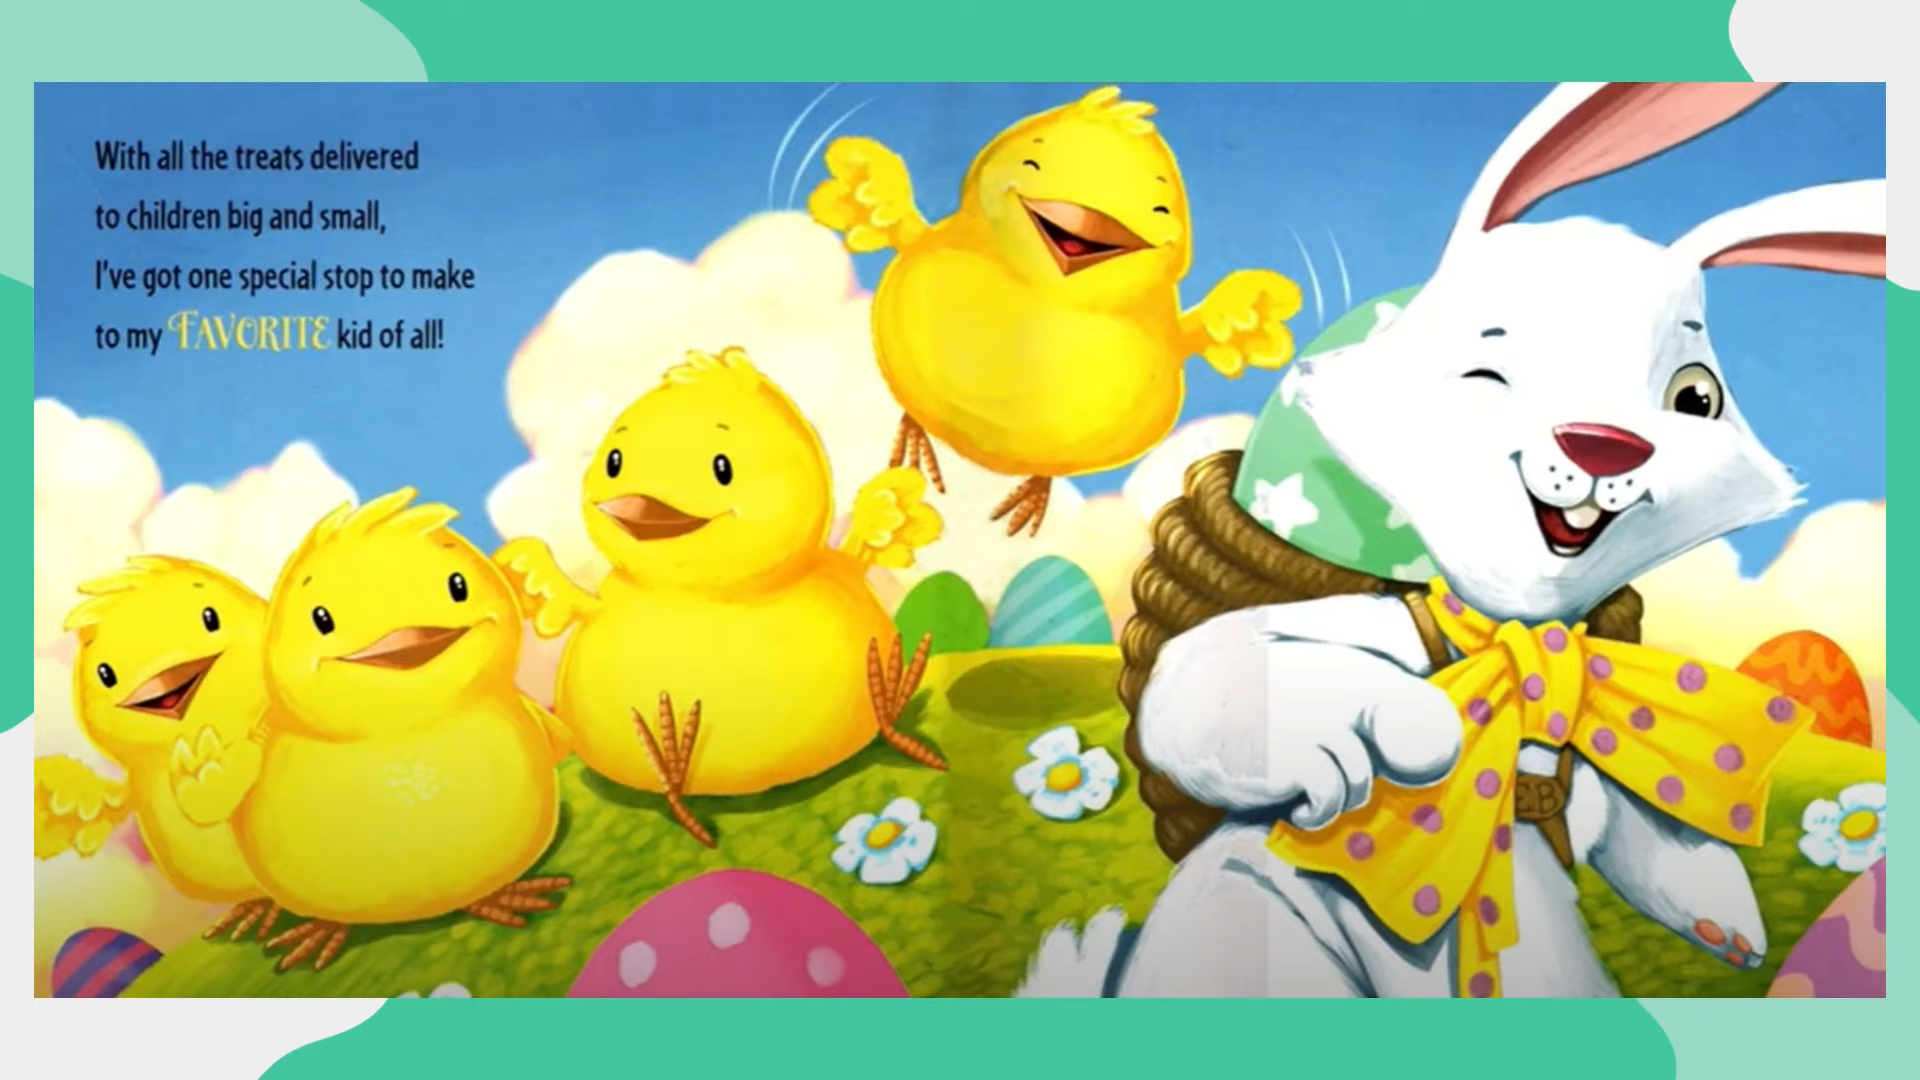 With all the treats delivered
to children big and small,
I've got one special stop to make
to my FAVORITE kid of all!
EB